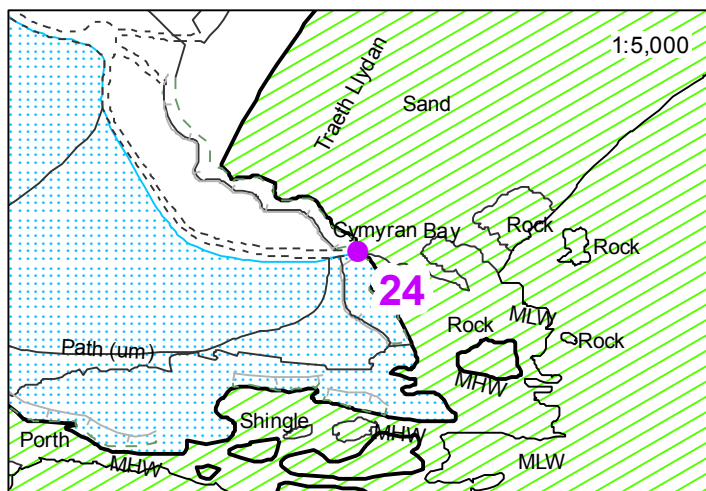 1:5,000
Traeth Llydan
Sand
Cymyran Bay
Rock
Rock
24
Rock
MLW
Rock
Path (um)
MHW
Shingle
MHW
Porth
MHW
MLW